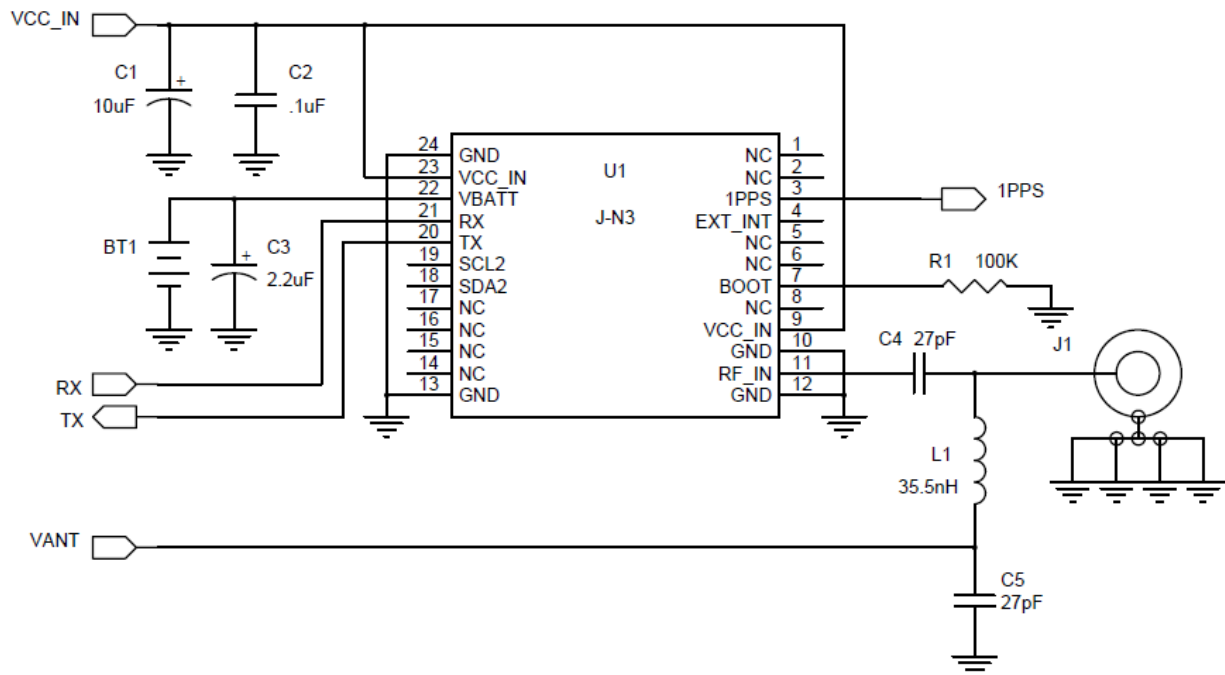 VCC_IN
C1
+
10uF
C2
.1uF
U1
J-N3
24 GND
23 VCC_IN
22 VBATT
21 RX
20 TX
19 SCL2
18 SDA2
17 NC
16 NC
15 NC
14 NC
13 GND
NC 1
NC 2
1PPS 3
EXT_INT 4
NC 5
NC 6
BOOT 7
NC 8
VCC_IN 9
GND 10
RF_IN 11
GND 12
1PPS
BT1
+
C3
2.2uF
R1 100K
C4 27pF
J1
RX
TX
L1
35.5nH
VANT
C5
27pF